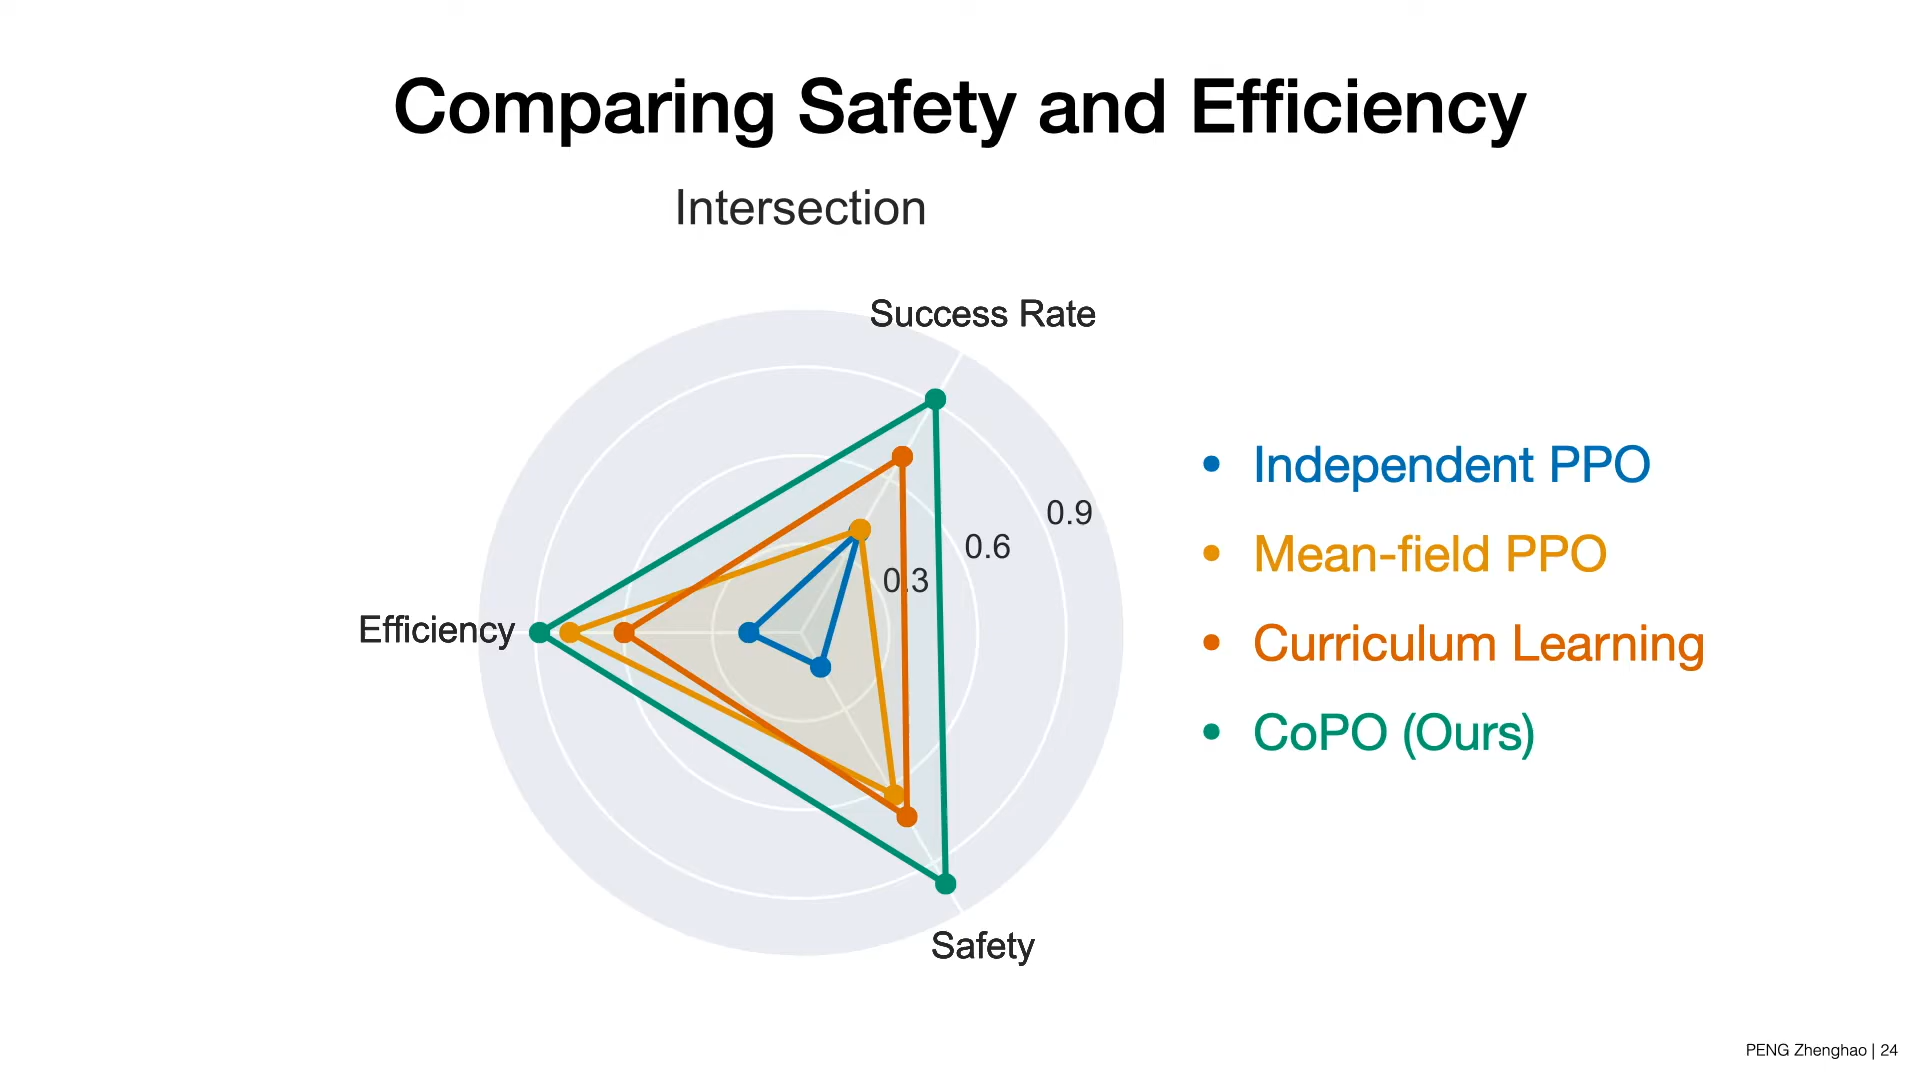 Comparing Safety and Efficiency
Intersection
Success Rate
0.9
0.6
0.3
Efficiency
Safety
• Independent PPO
• Mean-field PPO
• Curriculum Learning
• CoPO (Ours)
PENG Zhenghao | 24